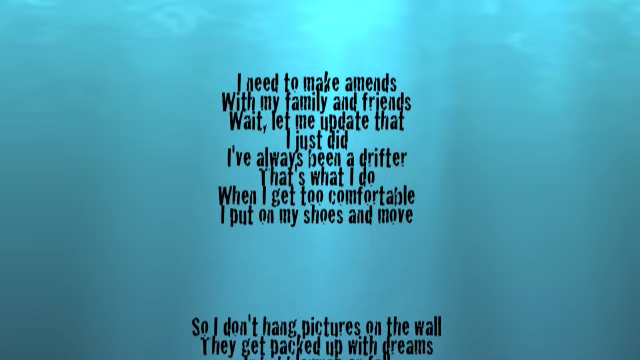 I need to make amends
With my family and friends
Wait, let me update that
I just did
I've always been a drifter
That's what I do
When I get too comfortable
I put on my shoes and move
So I don't hang pictures on the wall
They get packed up with dreams